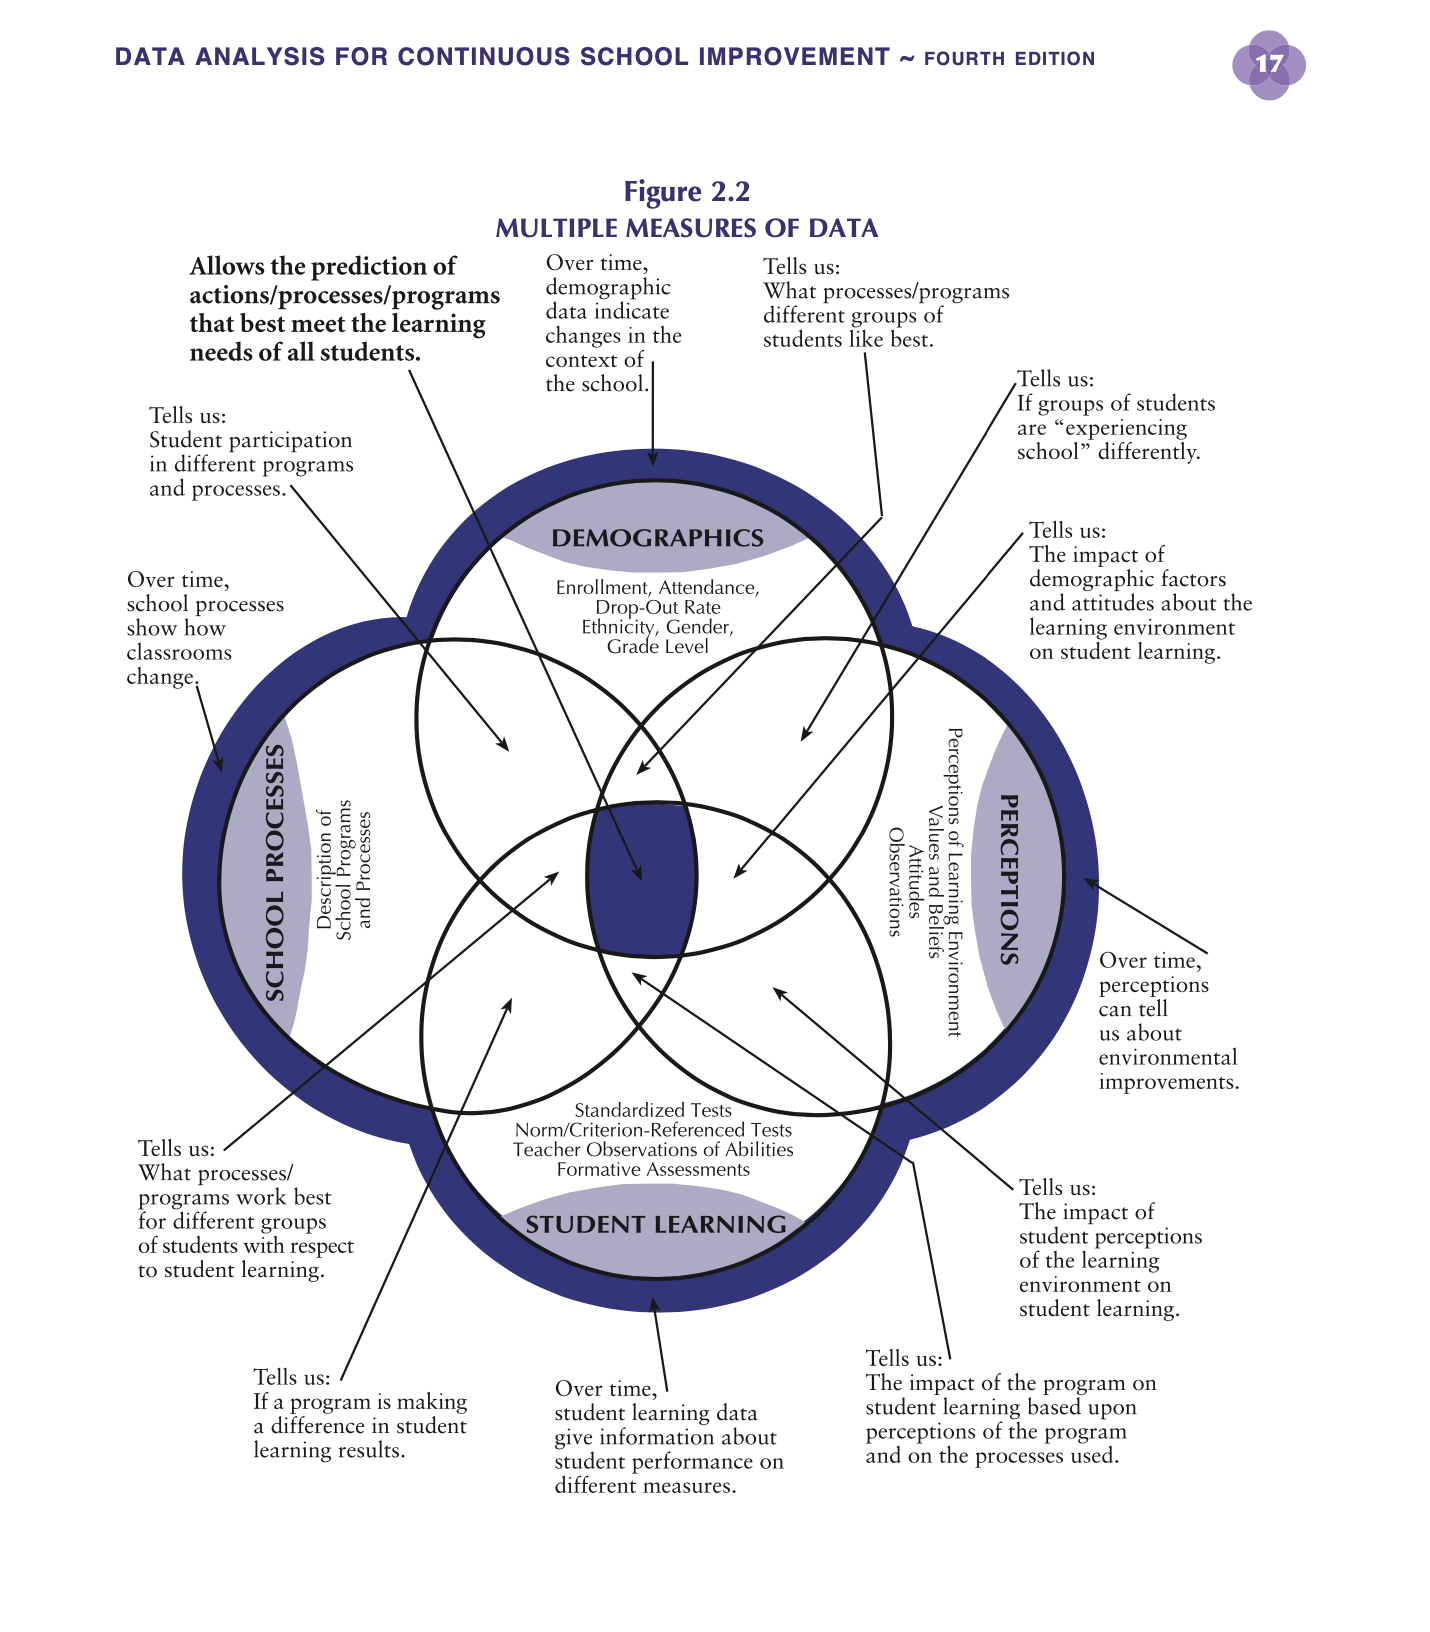 DATA ANALYSIS FOR CONTINUOUS SCHOOL IMPROVEMENT ~ FOURTH EDITION
17
Figure 2.2
MULTIPLE MEASURES OF DATA
Allows the prediction of
actions/processes/programs
that best meet the learning
needs of all students.
Over time,
demographic
data indicate
changes in the
context of
the school.
Tells us:
What processes/programs
different groups of
students like best.
Tells us:
If groups of students
are “experiencing
school” differently.
Tells us:
Student participation
in different programs
and processes.
Tells us:
The impact of
demographic factors
and attitudes about the
learning environment
on student learning.
Over time,
school processes
show how
classrooms
change.
DEMOGRAPHICS
Enrollment, Attendance,
Drop-Out Rate
Ethnicity, Gender,
Grade Level
SCHOOL PROCESSES
Description of
School Programs
and Processes
PERCEPTIONS
Perceptions of Learning Environment
Values and Beliefs
Attitudes
Observations
Over time,
perceptions
can tell
us about
environmental
improvements.
Standardized Tests
Norm/Criterion-Referenced Tests
Teacher Observations of Abilities
Formative Assessments
STUDENT LEARNING
Tells us:
What processes/
programs work best
for different groups
of students with respect
to student learning.
Tells us:
The impact of
student perceptions
of the learning
environment on
student learning.
Tells us:
If a program is making
a difference in student
learning results.
Over time,
student learning data
give information about
student performance on
different measures.
Tells us:
The impact of the program on
student learning based upon
perceptions of the program
and on the processes used.